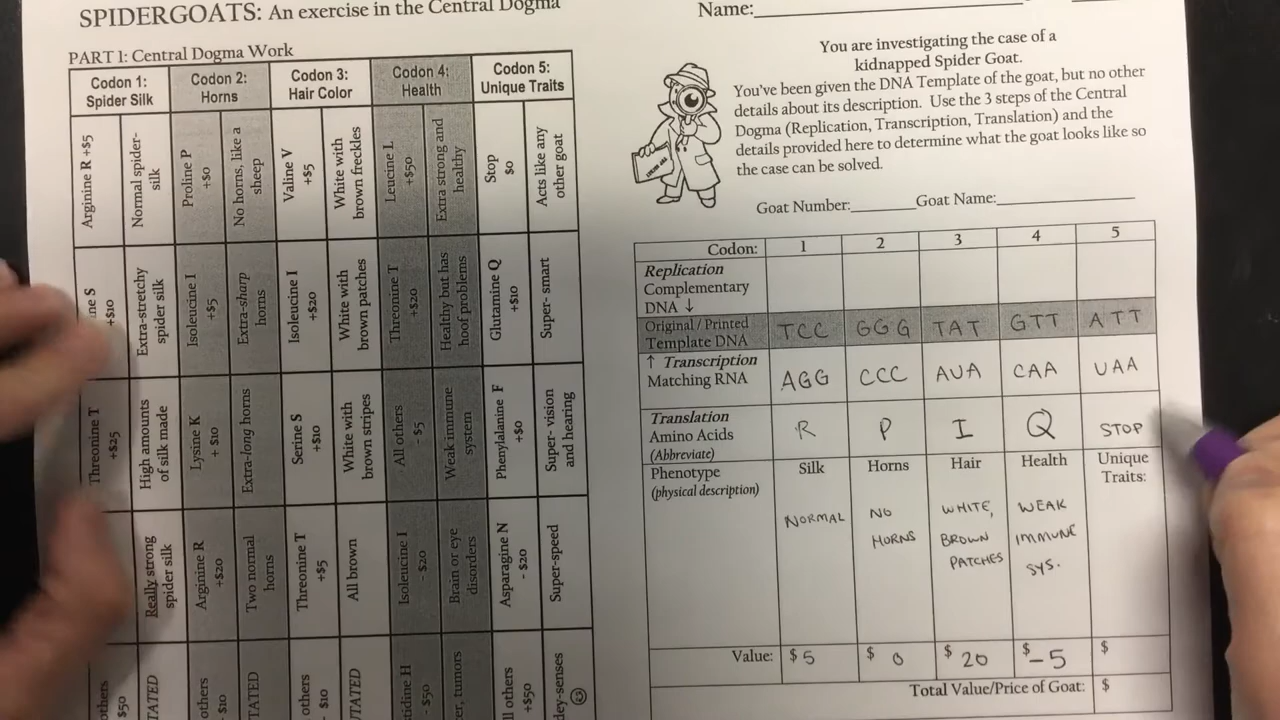 SPIDERGOATS: An exercise in the Central Dogma
PART 1: Central Dogma Work
Codon 1:
Spider Silk
Codon 2:
Horns
Codon 3:
Hair Color
Codon 4:
Health
Codon 5:
Unique Traits
Arginine R +$5
Normal spider-
silk
Proline P
+$0
No horns, like a
sheep
Valine V
+$5
White with
brown freckles
Leucine L
+$50
Extra strong and
healthy
Stop
$0
Acts like any
other goat
+$10
Extra-stretchy
spider silk
Isoleucine I
+$5
Extra-sharp
horns
Isoleucine I
+$20
White with
brown patches
Threonine T
+$20
Healthy but has
hoof problems
Glutamine Q
+$10
Super- smart
Threonine T
+$25
High amounts
of silk made
Lysine K
+ $10
Extra-long horns
Serine S
+$10
White with
brown stripes
All others
- $5
Weak immune
system
Phenylalanine F
+$0
Super- vision
and hearing
Really strong
spider silk
Arginine R
+$20
Two normal
horns
Threonine T
+$5
All brown
Isoleucine I
- $20
Brain or eye
disorders
Asparagine N
- $20
Super-speed
others
$50
others
$10
others
- $10
- $50
tumors
others
+$50
Name:
You are investigating the case of a
kidnapped Spider Goat.
You've been given the DNA Template of the goat, but no other
details about its description. Use the 3 steps of the Central
Dogma (Replication, Transcription, Translation) and the
details provided here to determine what the goat looks like so
the case can be solved.
Goat Number: Goat Name:
Codon: 1 2 3 4 5
Replication
Complementary
DNA ↓
Original / Printed
Template DNA
TCC GGG TAT GTT ATT
↑ Transcription
Matching RNA
AGG CCC AUA CAA UAA
Translation
Amino Acids
(Abbreviate)
R P I Q STOP
Phenotype
(physical description)
Silk
NORMAL
Horns
NO
HORNS
Hair
WHITE,
BROWN
PATCHES
Health
WEAK
IMMUNE
SYS.
Unique
Traits:
Value: $ 5 $ 0 $ 20 $ -5 $
Total Value/Price of Goat: $